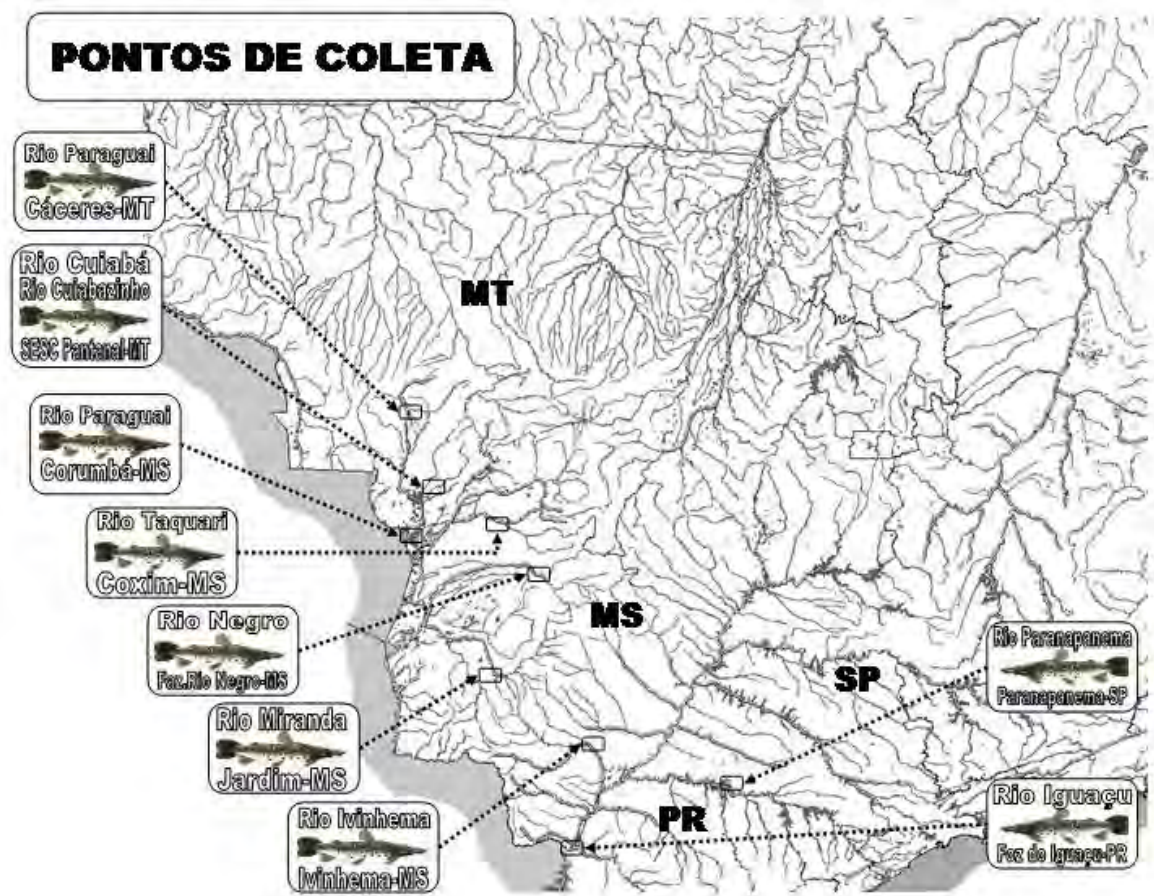 PONTOS DE COLETA
Rio Paraguai
Cáceres-MT
Rio Cuiabá
Rio Cuiabazinho
SESC Pantanal-MT
Rio Paraguai
Corumbá-MS
Rio Taquari
Coxim-MS
Rio Negro
Faz.Rio Negro-MS
Rio Miranda
Jardim-MS
Rio Ivinhema
Ivinhema-MS
MT
MS
SP
PR
Rio Paranapanema
Paranapanema-SP
Rio Iguaçu
Foz do Iguaçu-PR